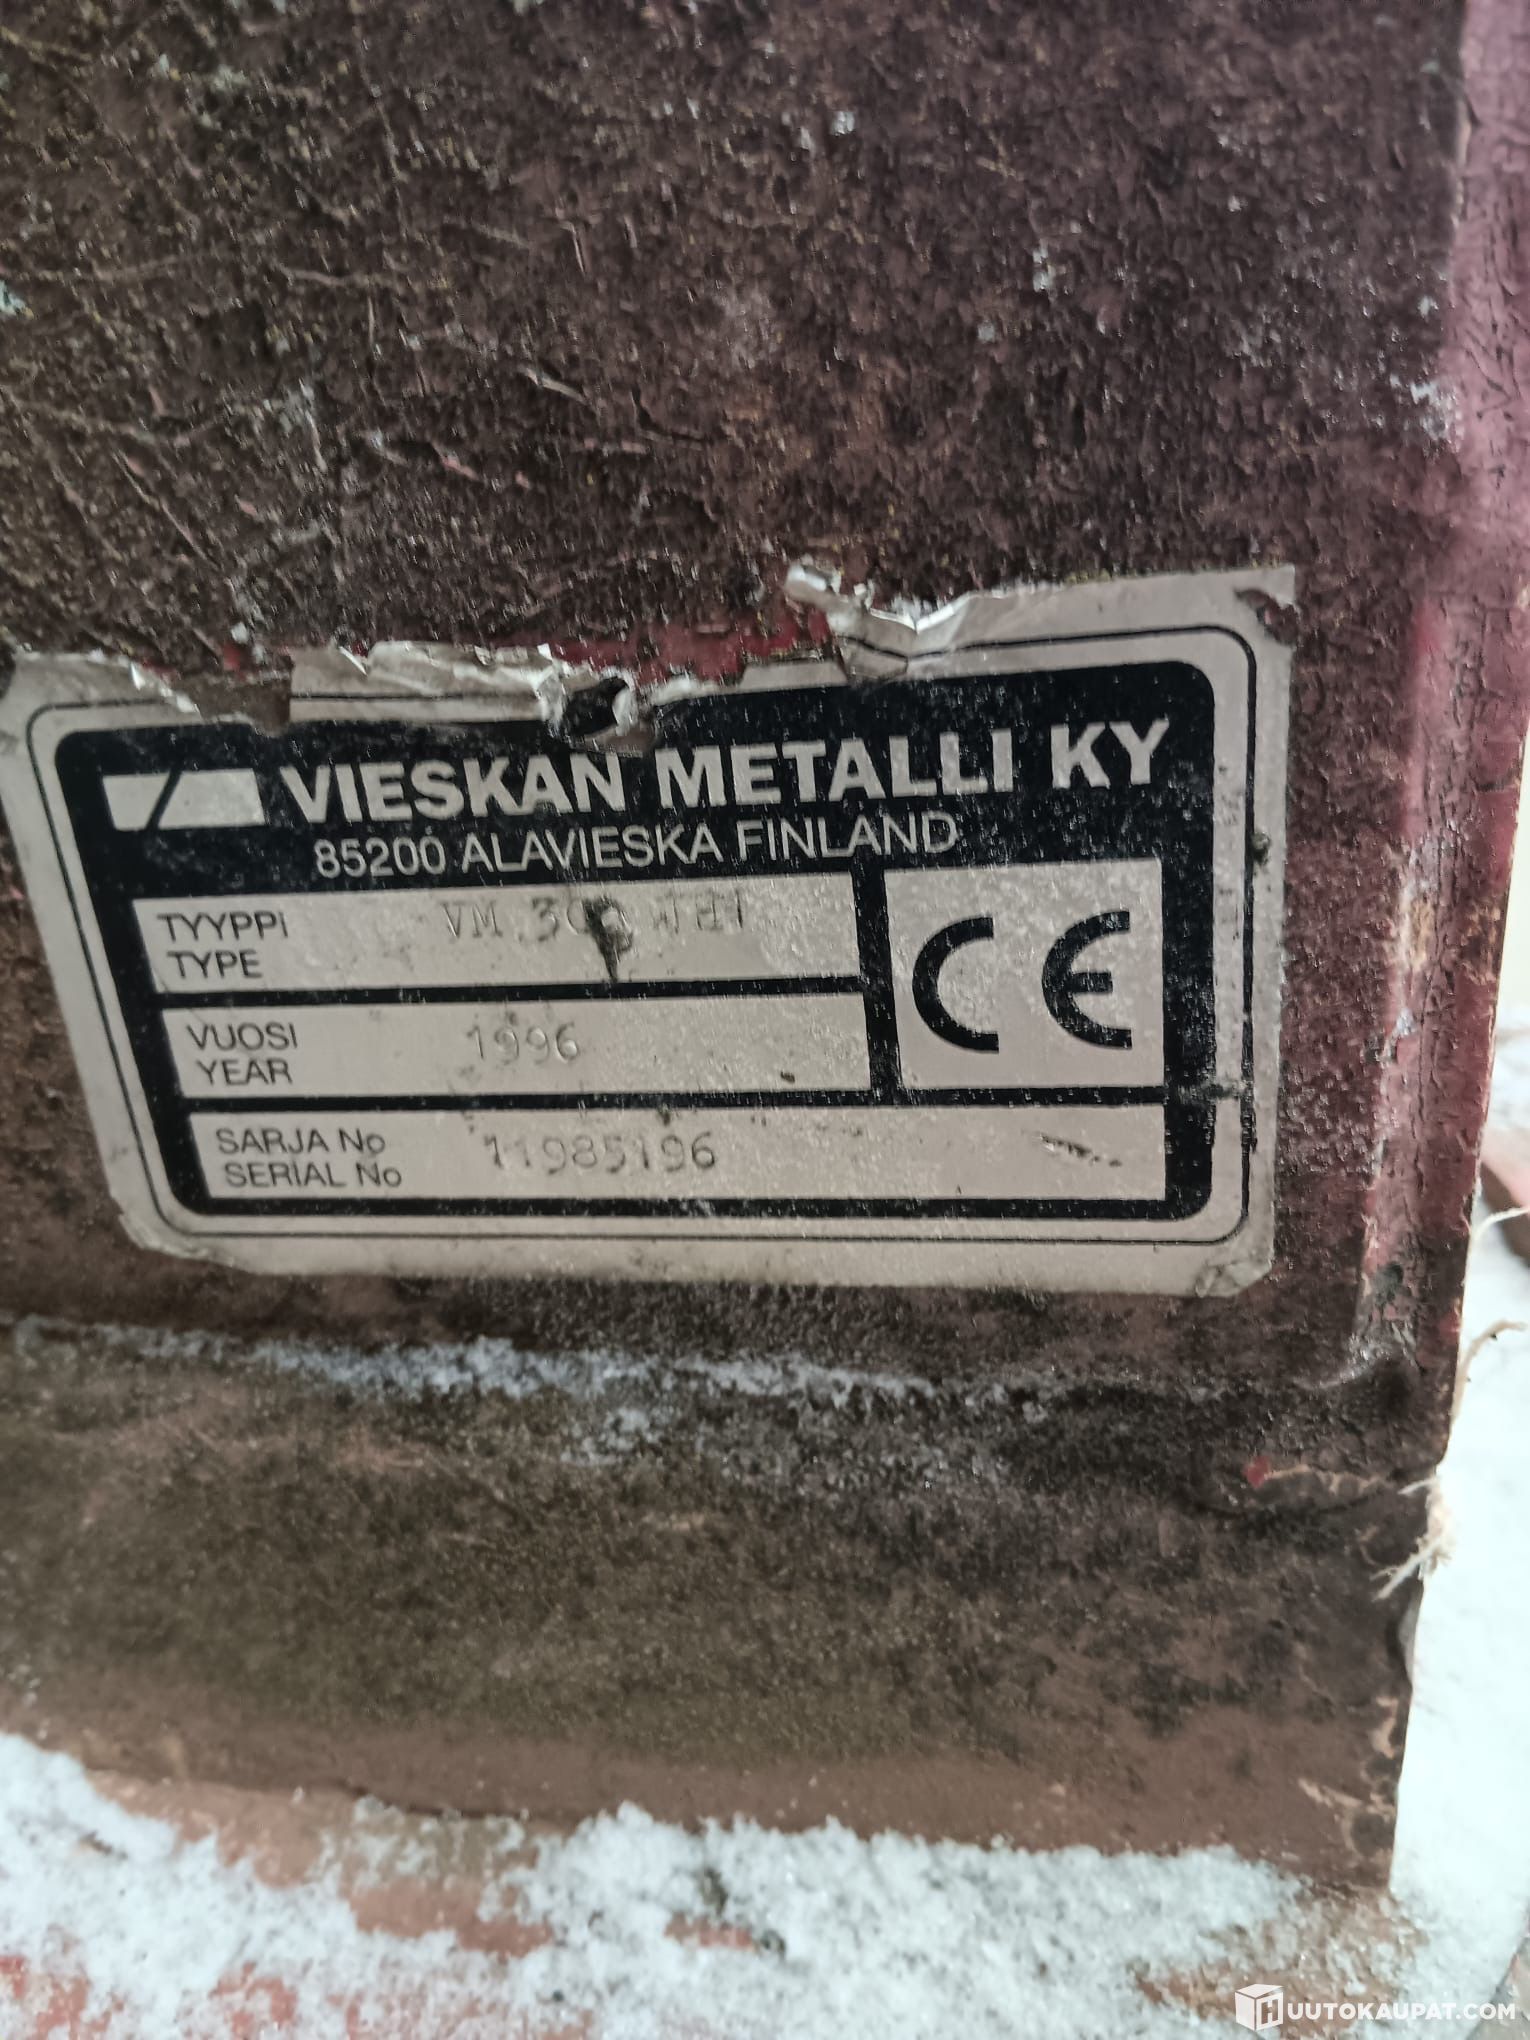 VIESKAN METALLI KY
85200 ALAVIESKA FINLAND
TYYPPI VM
TYPE
VUOSI 1996
YEAR
SARJA No 11985196
SERIAL No
CE
HUUTOKAUPAT.COM